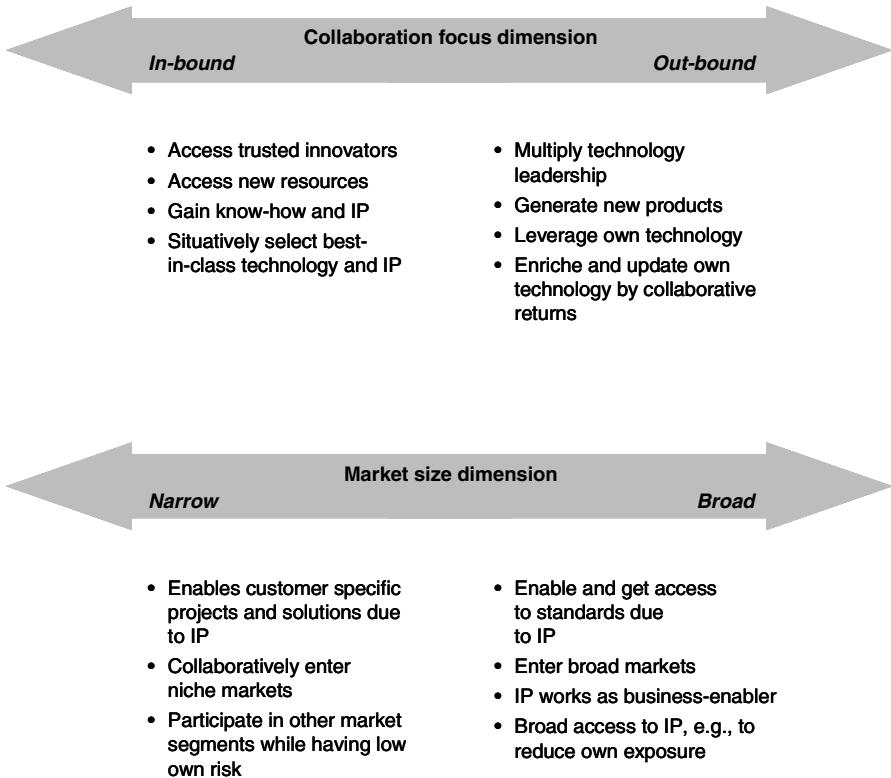 Collaboration focus dimension
In-bound
Out-bound
• Access trusted innovators
• Access new resources
• Gain know-how and IP
• Situatively select best-
in-class technology and IP
• Multiply technology
leadership
• Generate new products
• Leverage own technology
• Enriche and update own
technology by collaborative
returns
Market size dimension
Narrow
Broad
• Enables customer specific
projects and solutions due
to IP
• Collaboratively enter
niche markets
• Participate in other market
segments while having low
own risk
• Enable and get access
to standards due
to IP
• Enter broad markets
• IP works as business-enabler
• Broad access to IP, e.g., to
reduce own exposure